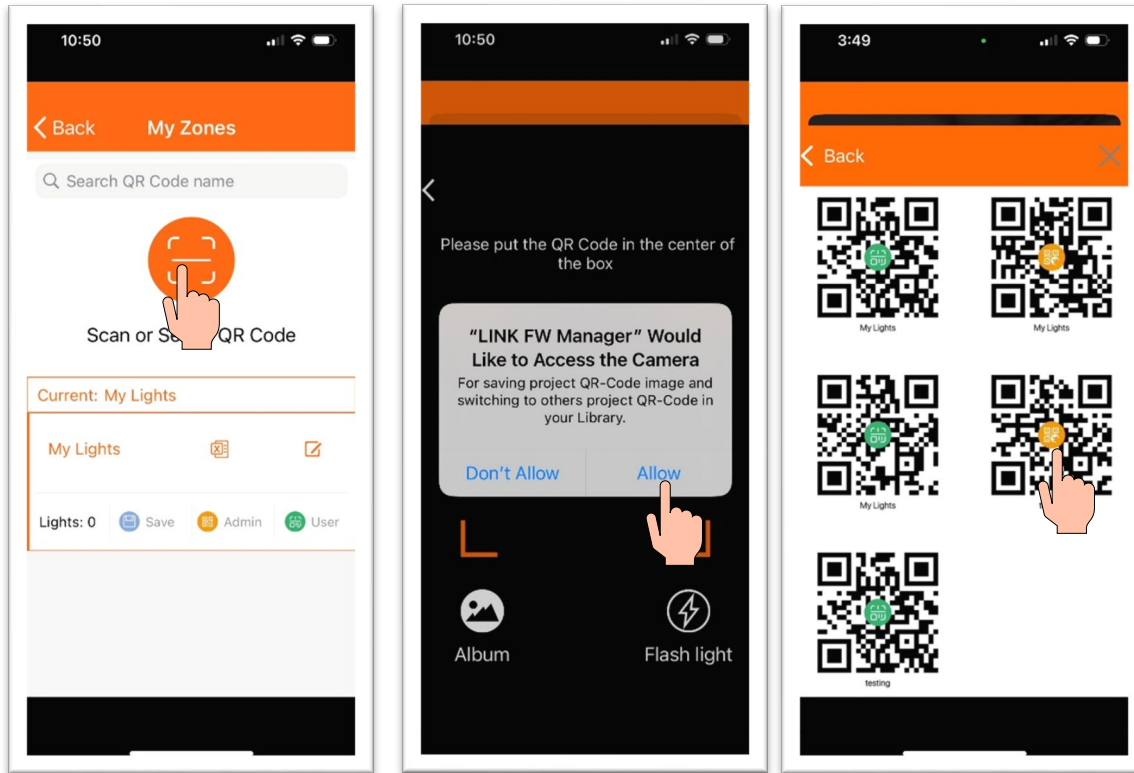 10:50
Back
My Zones
Search QR Code name
Scan or S
QR Code
Current: My Lights
My Lights
Lights: 0
Save
Admin
User
10:50
Please put the QR Code in the center of
the box
“LINK FW Manager” Would
Like to Access the Camera
For saving project QR-Code image and
switching to others project QR-Code in
your Library.
Don’t Allow
Allow
Album
Flash light
3:49
Back
My Lights
My Lights
My Lights
testing